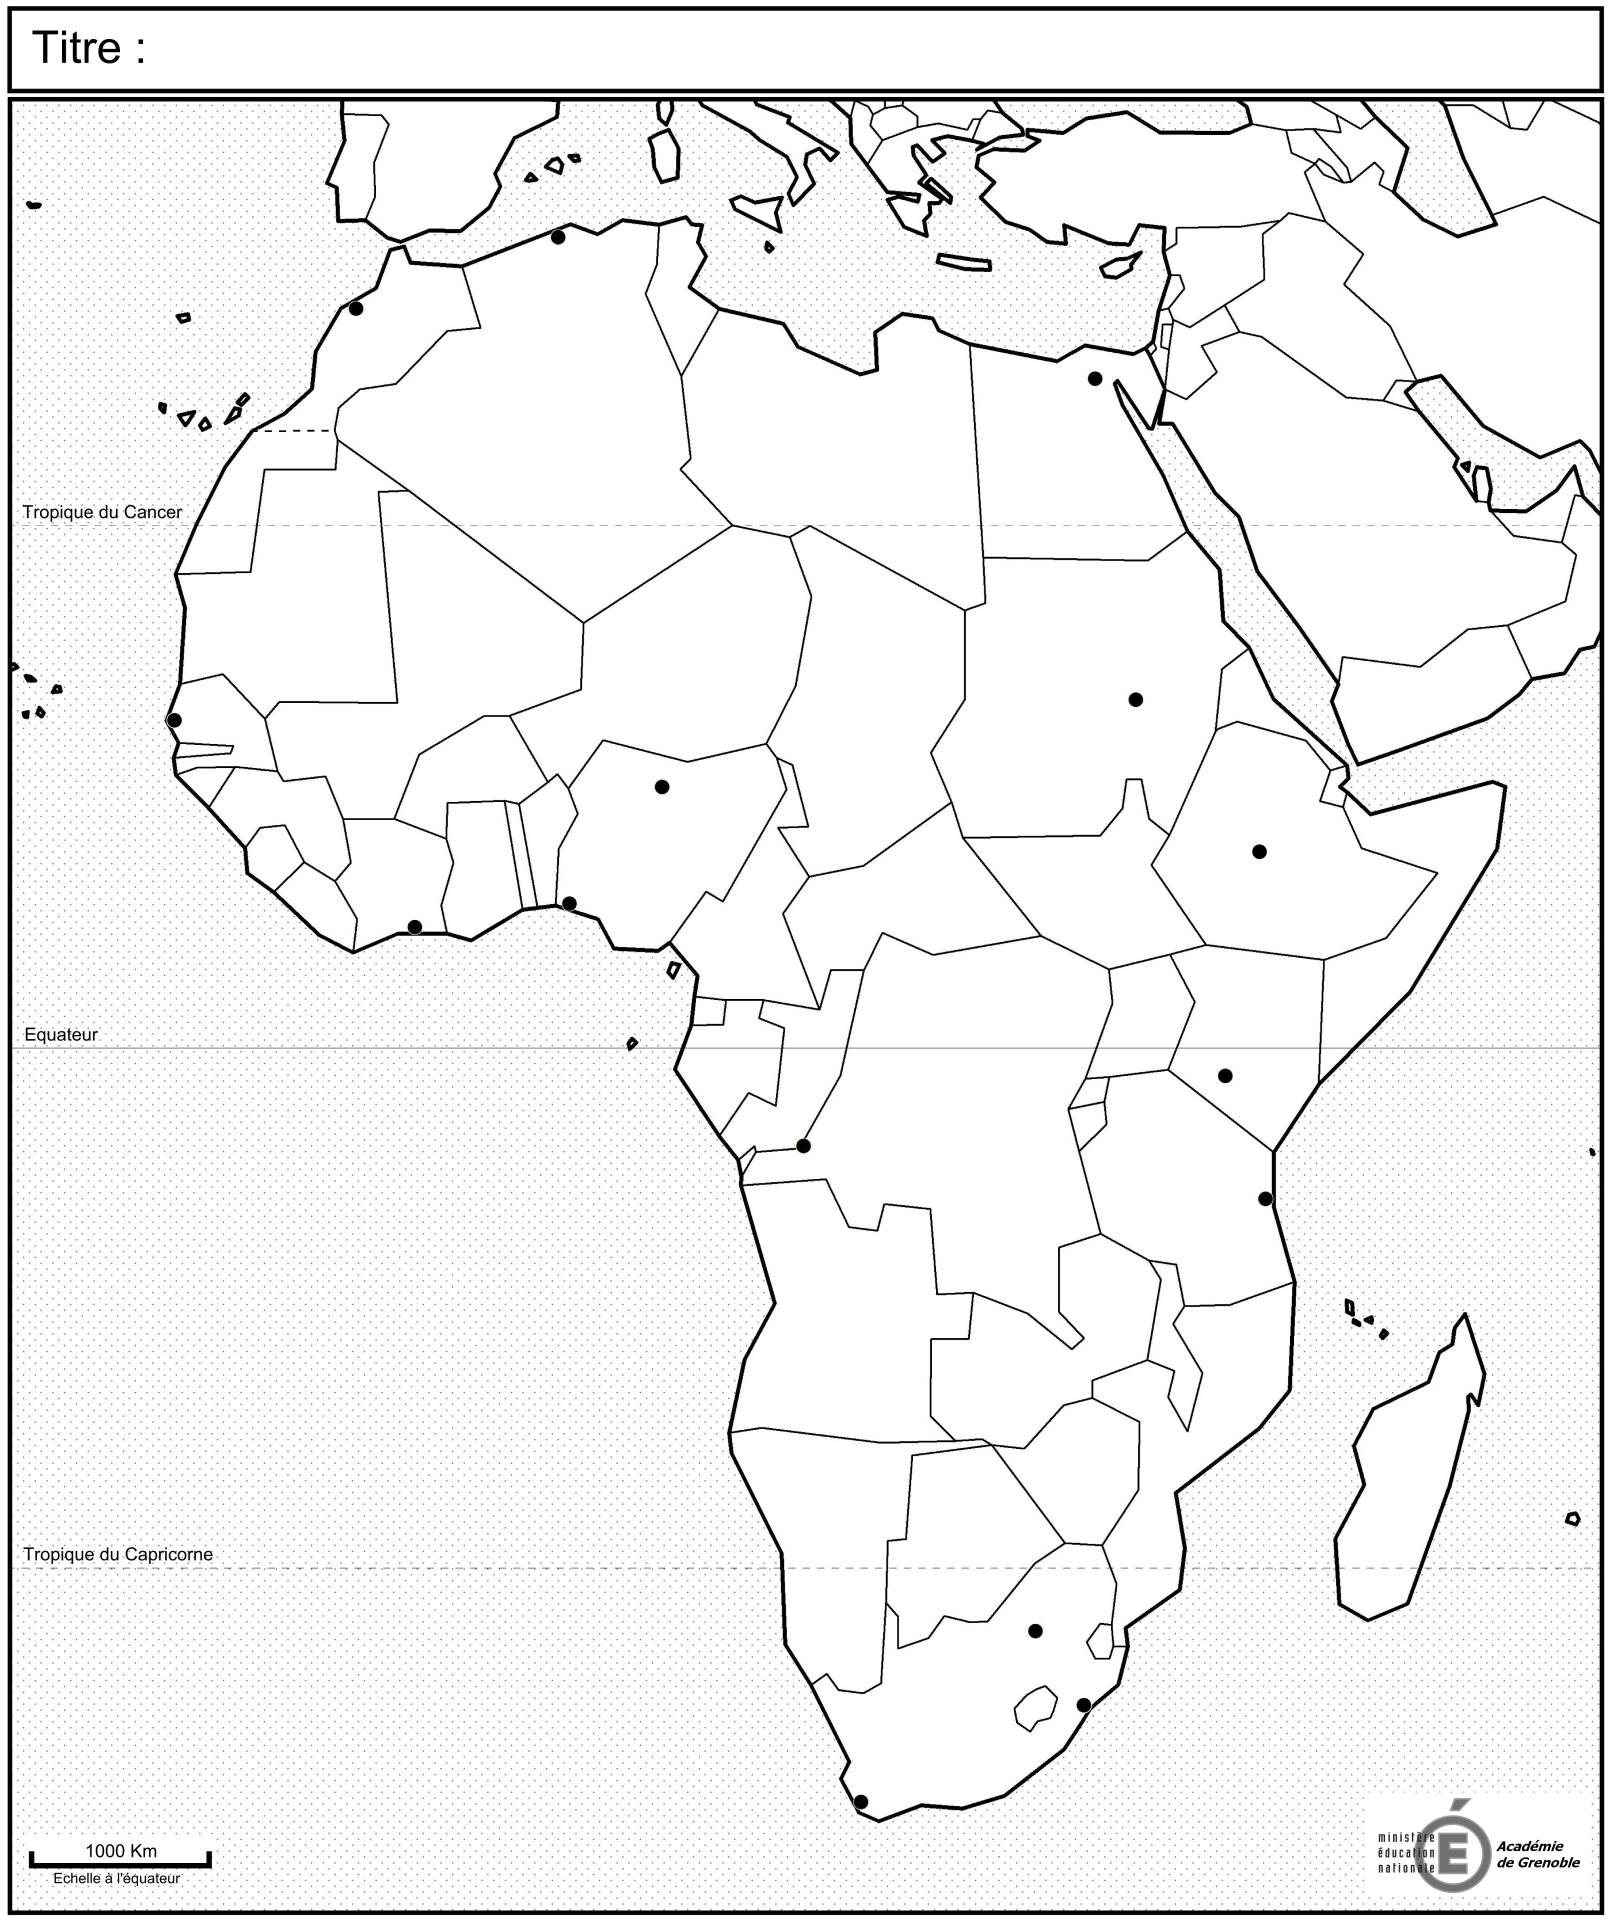 Titre :
Tropique du Cancer
Equateur
Tropique du Capricorne
1000 Km
Echelle à l'équateur
ministère
éducation
nationale
É
Académie
de Grenoble